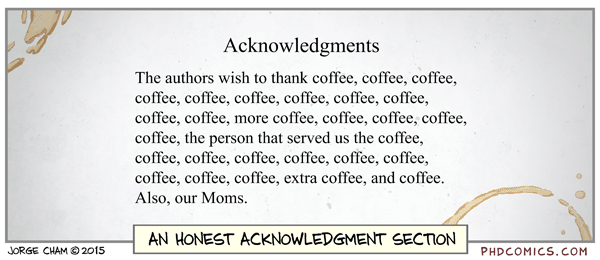 Acknowledgments
The authors wish to thank coffee, coffee, coffee,
coffee, coffee, coffee, coffee, coffee, coffee,
coffee, coffee, more coffee, coffee, coffee, coffee,
coffee, the person that served us the coffee,
coffee, coffee, coffee, coffee, coffee, coffee,
coffee, coffee, coffee, extra coffee, and coffee.
Also, our Moms.
AN HONEST ACKNOWLEDGMENT SECTION
JORGE CHAM © 2015
PHDCOMICS.COM